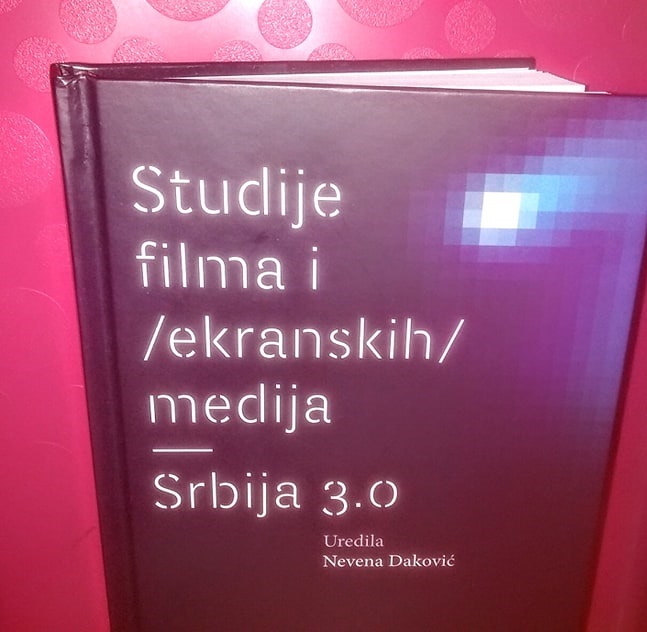 Studije
filma i
/ekranskih/
medija
Srbija 3.0
Uredila
Nevena Daković